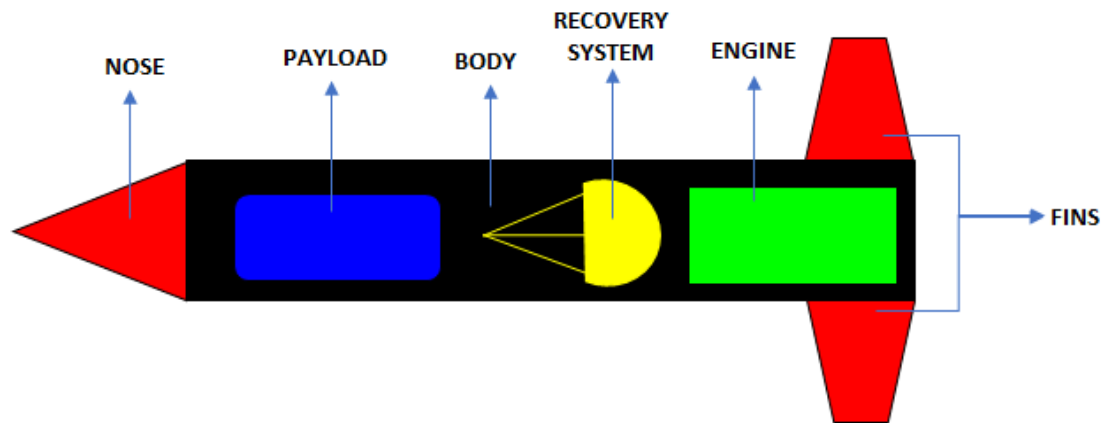 NOSE
PAYLOAD
BODY
RECOVERY
SYSTEM
ENGINE
FINS